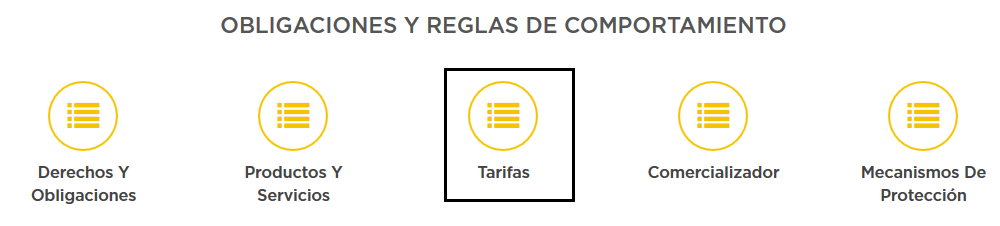 OBLIGACIONES Y REGLAS DE COMPORTAMIENTO
Derechos Y
Obligaciones
Productos Y
Servicios
Tarifas
Comercializador
Mecanismos De
Protección